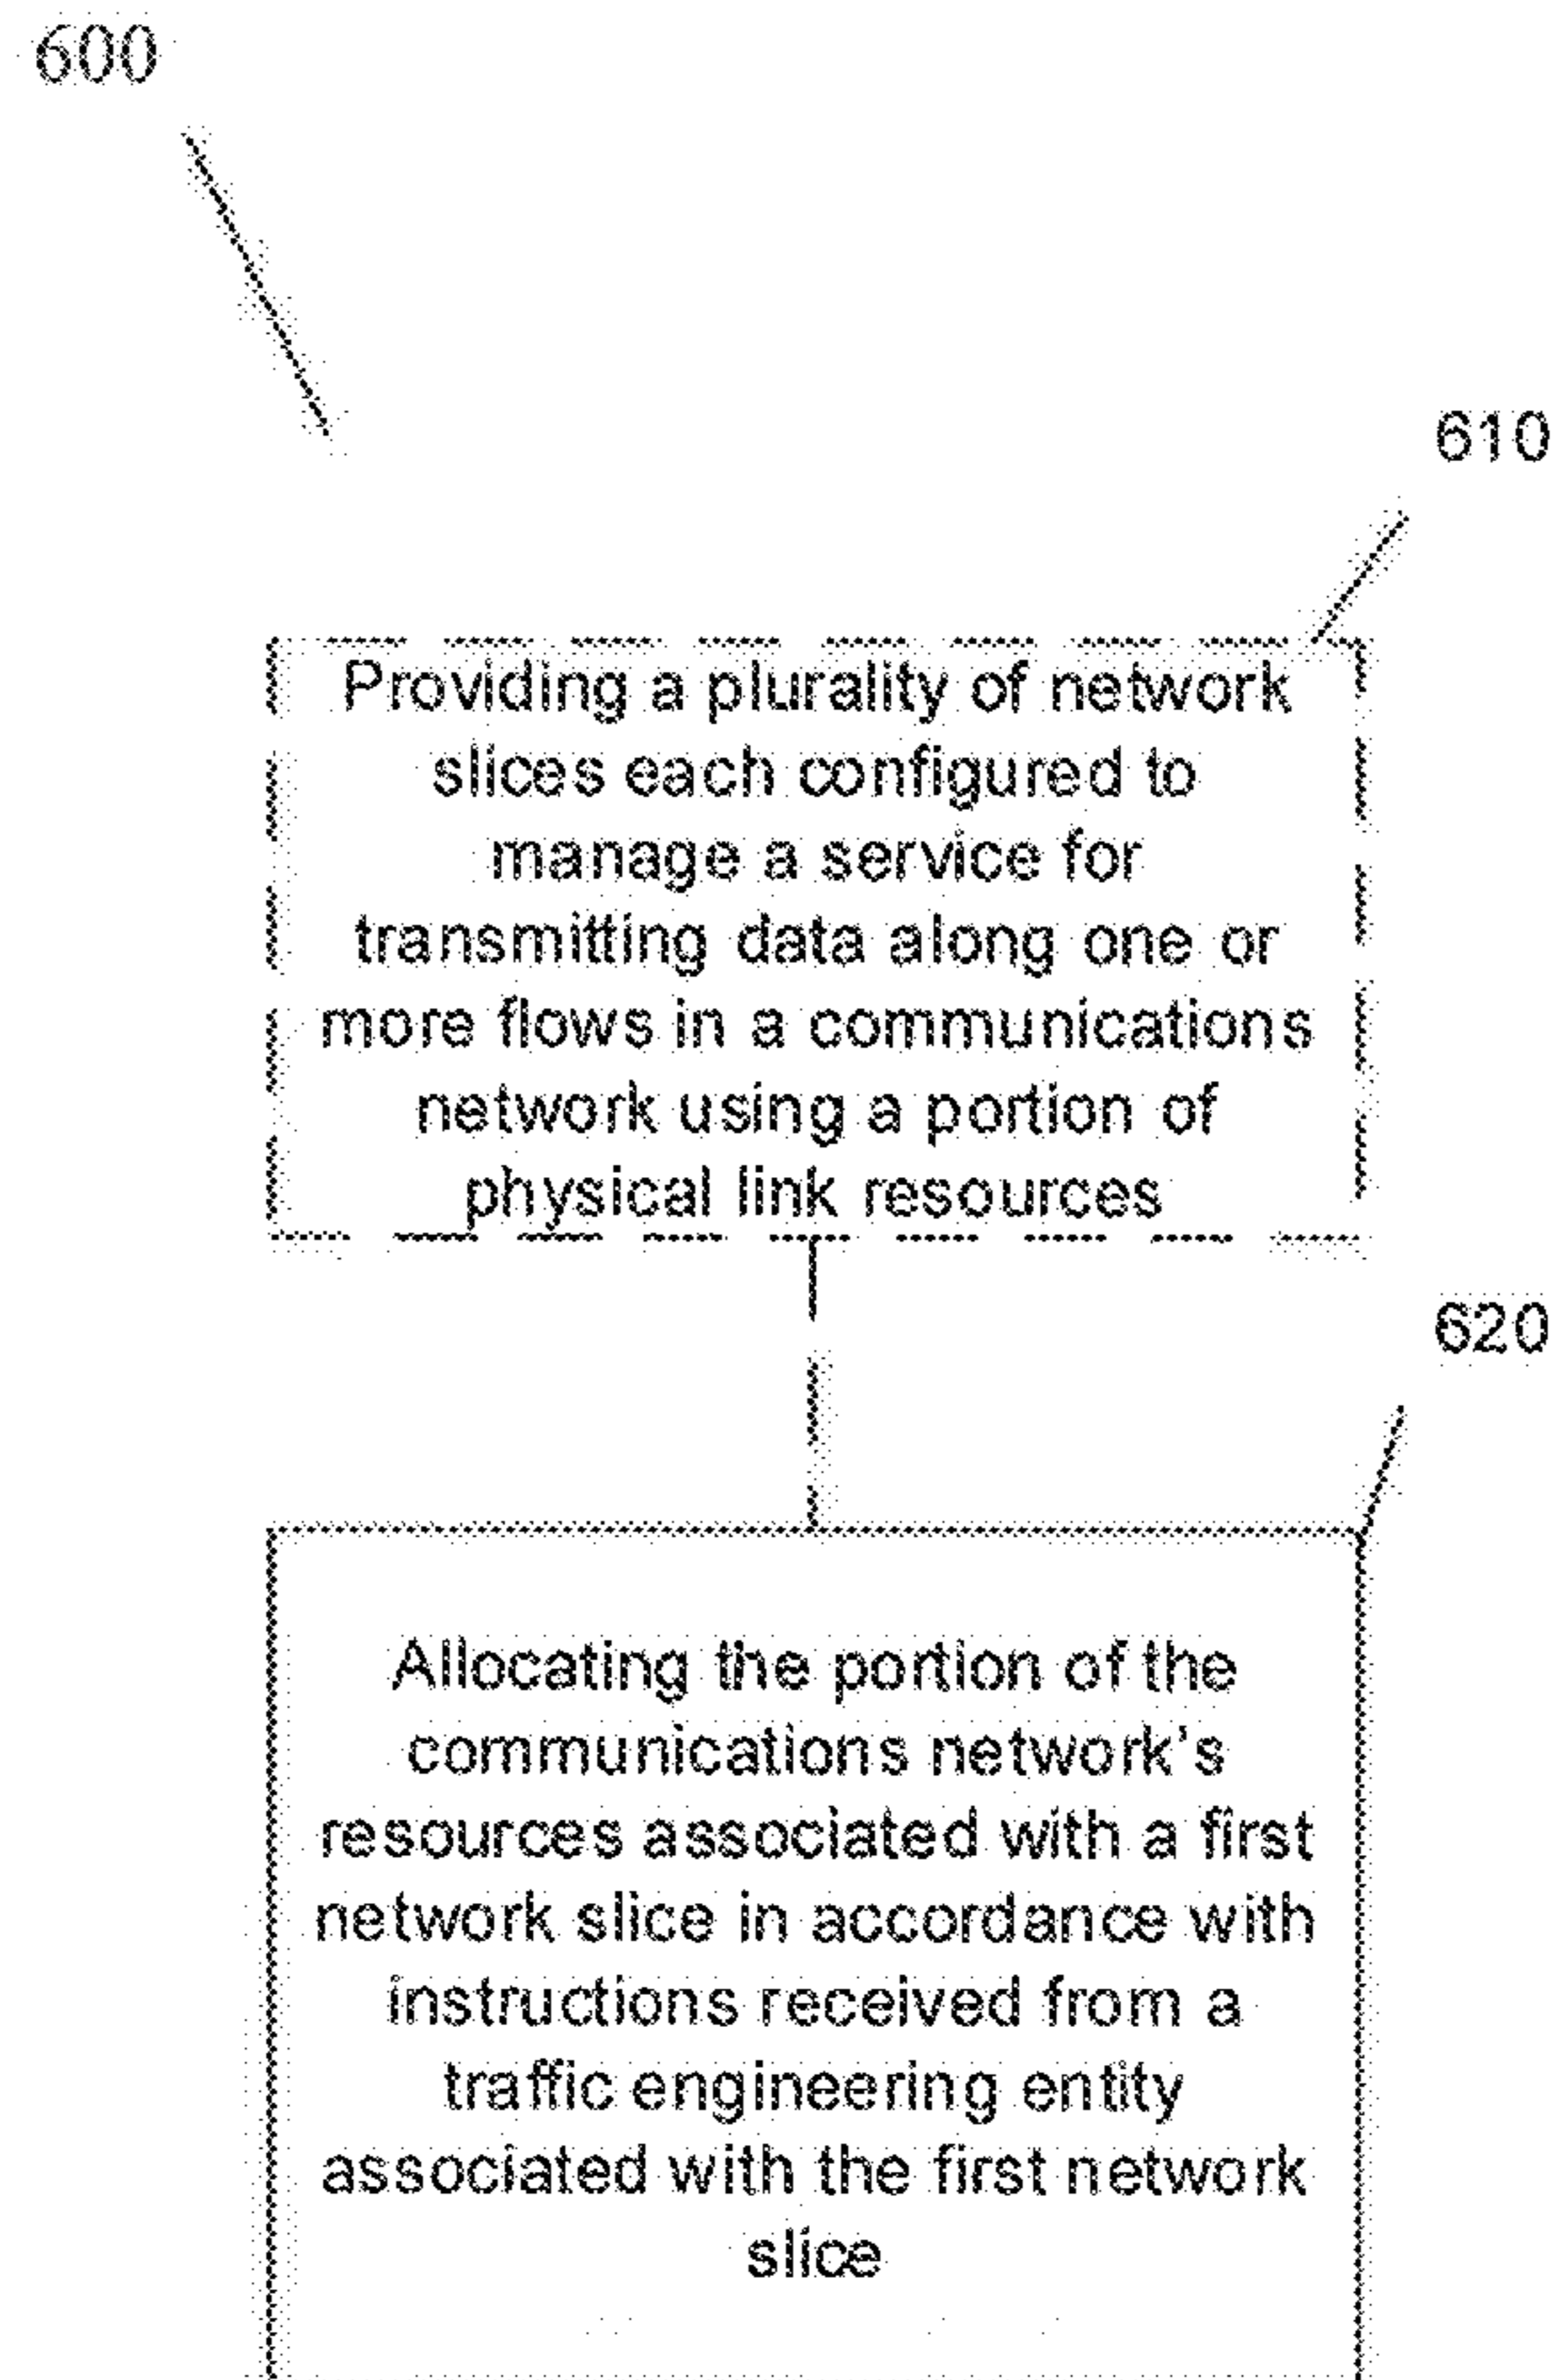 600
610
Providing a plurality of network
slices each configured to
manage a service for
transmitting data along one or
more flows in a communications
network using a portion of
physical link resources
620
Allocating the portion of the
communications network's
resources associated with a first
network slice in accordance with
instructions received from a
traffic engineering entity
associated with the first network
slice